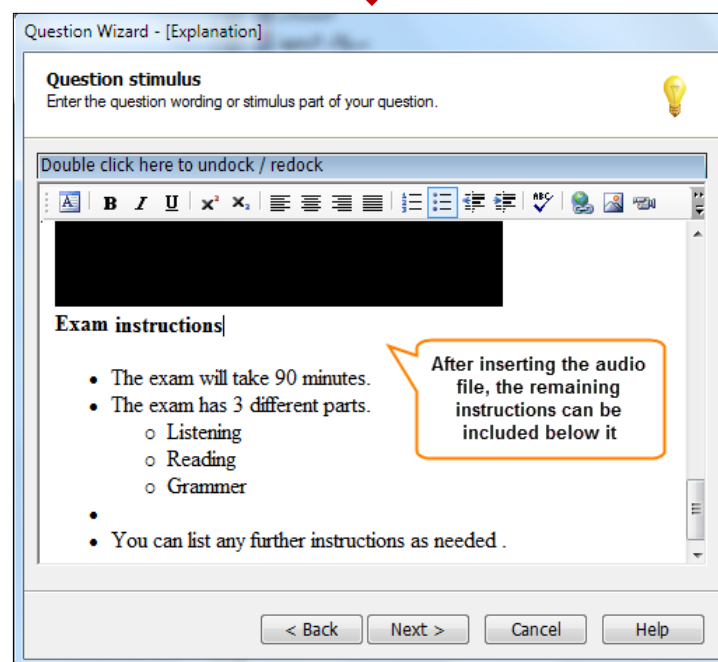 Question Wizard - [Explanation]
Question stimulus
Enter the question wording or stimulus part of your question.
Double click here to undock / redock
A B I U x² x₂ ABC
Exam instructions
• The exam will take 90 minutes.
• The exam has 3 different parts.
o Listening
o Reading
o Grammer
•
• You can list any further instructions as needed .
After inserting the audio
file, the remaining
instructions can be
included below it
< Back Next > Cancel Help